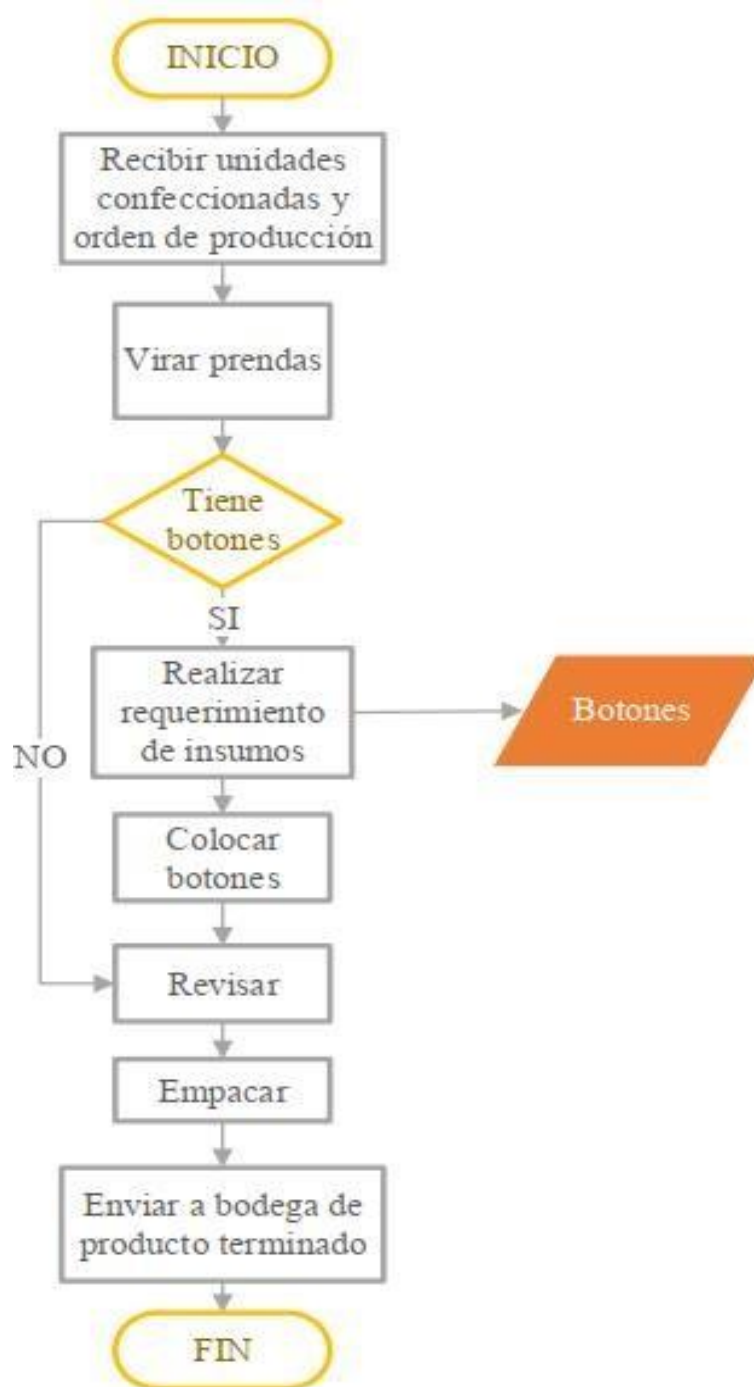 INICIO
Recibir unidades
confeccionadas y
orden de producción
Virar prendas
Tiene
botones
SI
Realizar
requerimiento
de insumos
Botones
NO
Colocar
botones
Revisar
Empacar
Enviar a bodega de
producto terminado
FIN